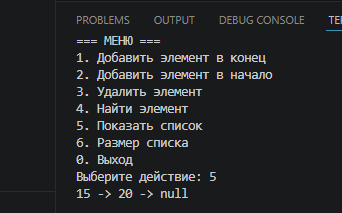 PROBLEMS OUTPUT DEBUG CONSOLE
=== МЕНЮ ===
1. Добавить элемент в конец
2. Добавить элемент в начало
3. Удалить элемент
4. Найти элемент
5. Показать список
6. Размер списка
0. Выход
Выберите действие: 5
15 -> 20 -> null